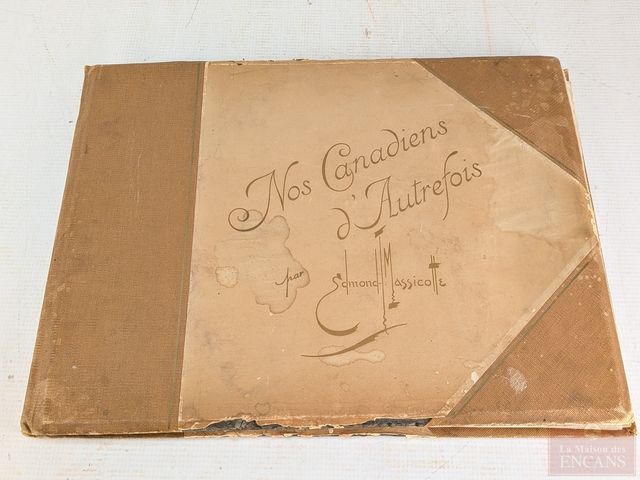 Nos Canadiens
d'Autrefois
par
Edmond-J Massicotte
La Maison des
ENCANS